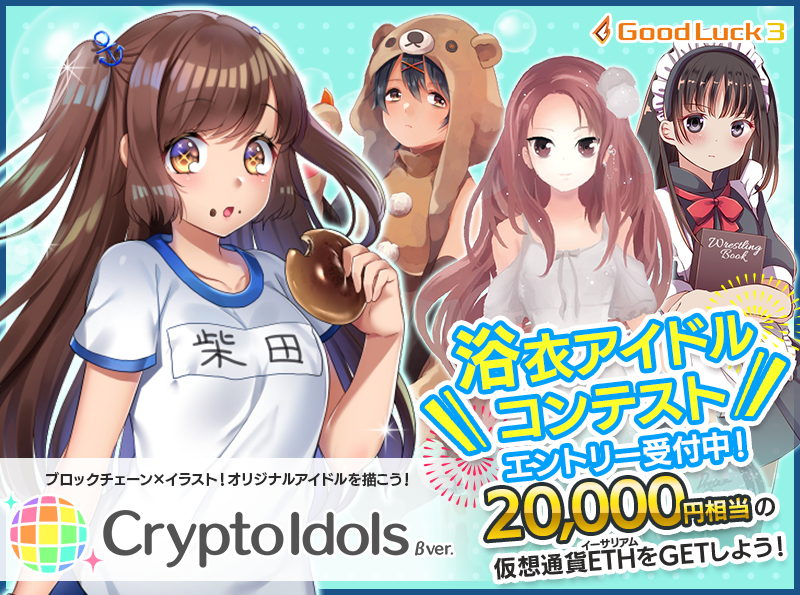 GoodLuck3
Wrestling
Book
柴田
浴衣アイドル
コンテスト
エントリー受付中!
ブロックチェーン×イラスト!オリジナルアイドルを描こう!
CryptoIdols βver.
20,000円相当の
イーサリアム
仮想通貨ETHをGETしよう!